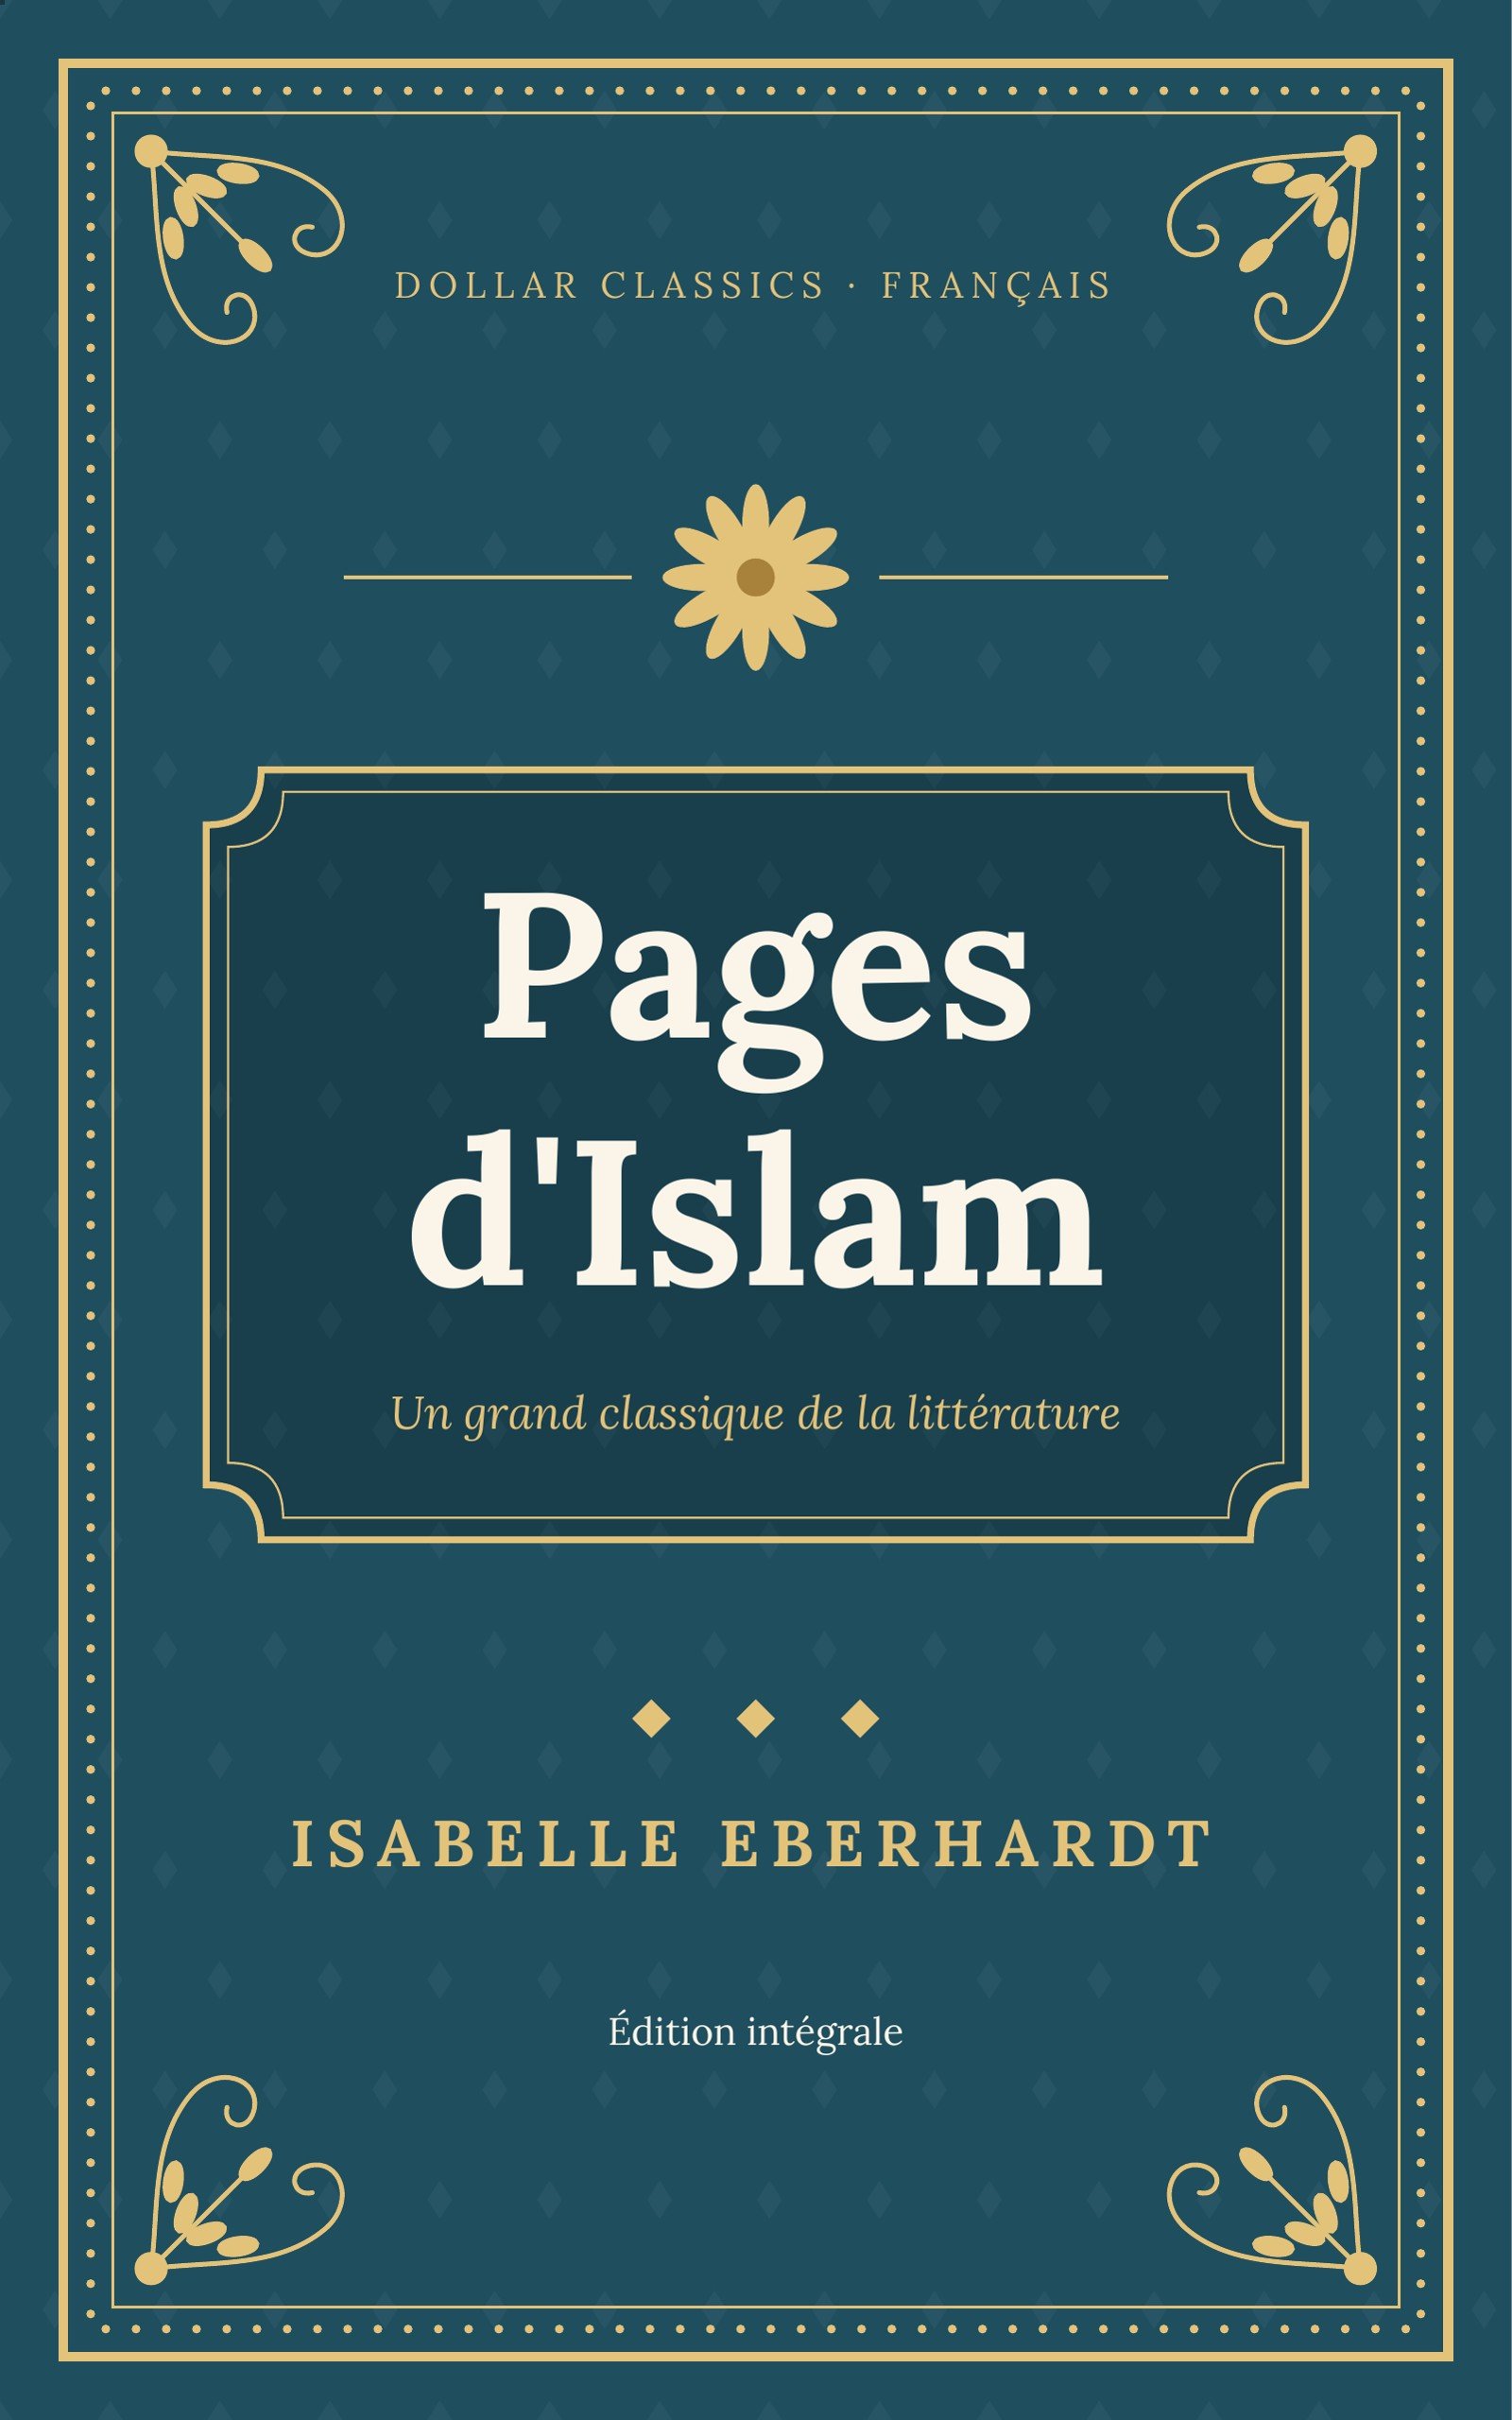 DOLLAR CLASSICS · FRANÇAIS
Pages
d'Islam
Un grand classique de la littérature
ISABELLE EBERHARDT
Édition intégrale